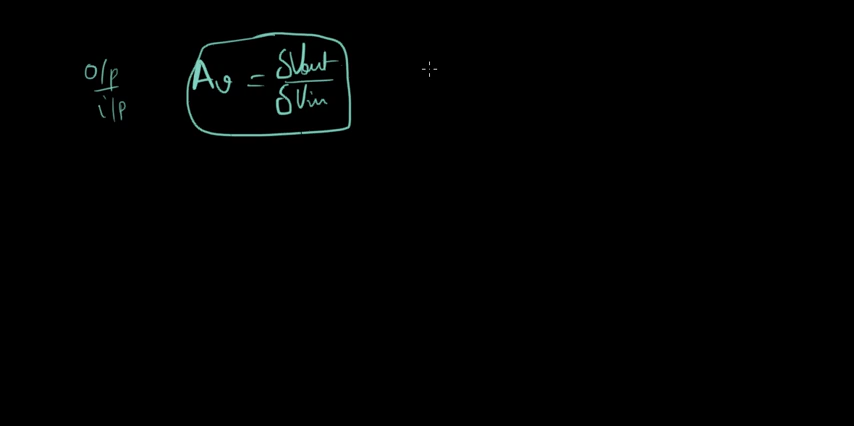 o/p
i/p
Av = δVout / δVin